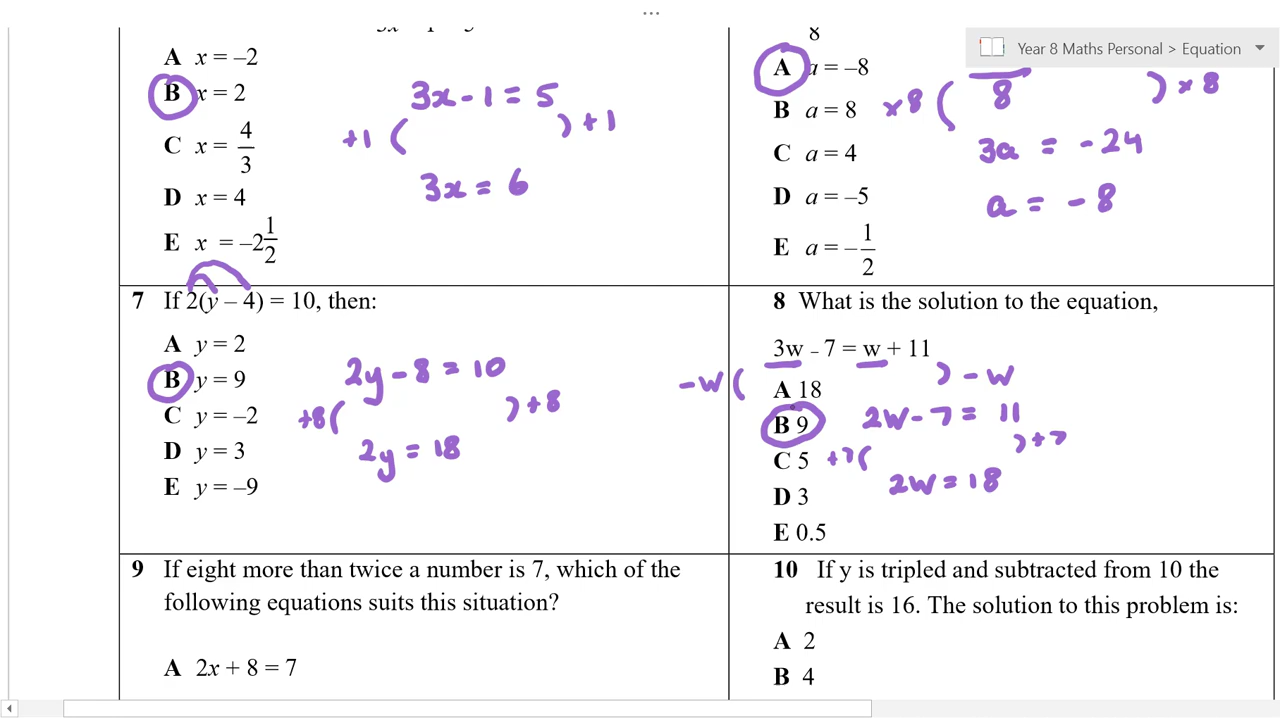 ...
Year 8 Maths Personal > Equation
A x = –2
B x = 2
C x = 4/3
D x = 4
E x = –2 1/2
3x - 1 = 5
+1 ( ) +1
3x = 6
8
A a = –8
B a = 8
C a = 4
D a = –5
E a = – 1/2
8
×8 ( ) ×8
3a = -24
a = -8
7 If 2(y – 4) = 10, then:
A y = 2
B y = 9
C y = –2
D y = 3
E y = –9
2y - 8 = 10
+8 ( ) +8
2y = 18
8 What is the solution to the equation,
3w - 7 = w + 11
-w ( ) -w
A 18
B 9
C 5
D 3
E 0.5
2w - 7 = 11
+7 ( ) +7
2w = 18
9 If eight more than twice a number is 7, which of the
following equations suits this situation?
A 2x + 8 = 7
10 If y is tripled and subtracted from 10 the
result is 16. The solution to this problem is:
A 2
B 4